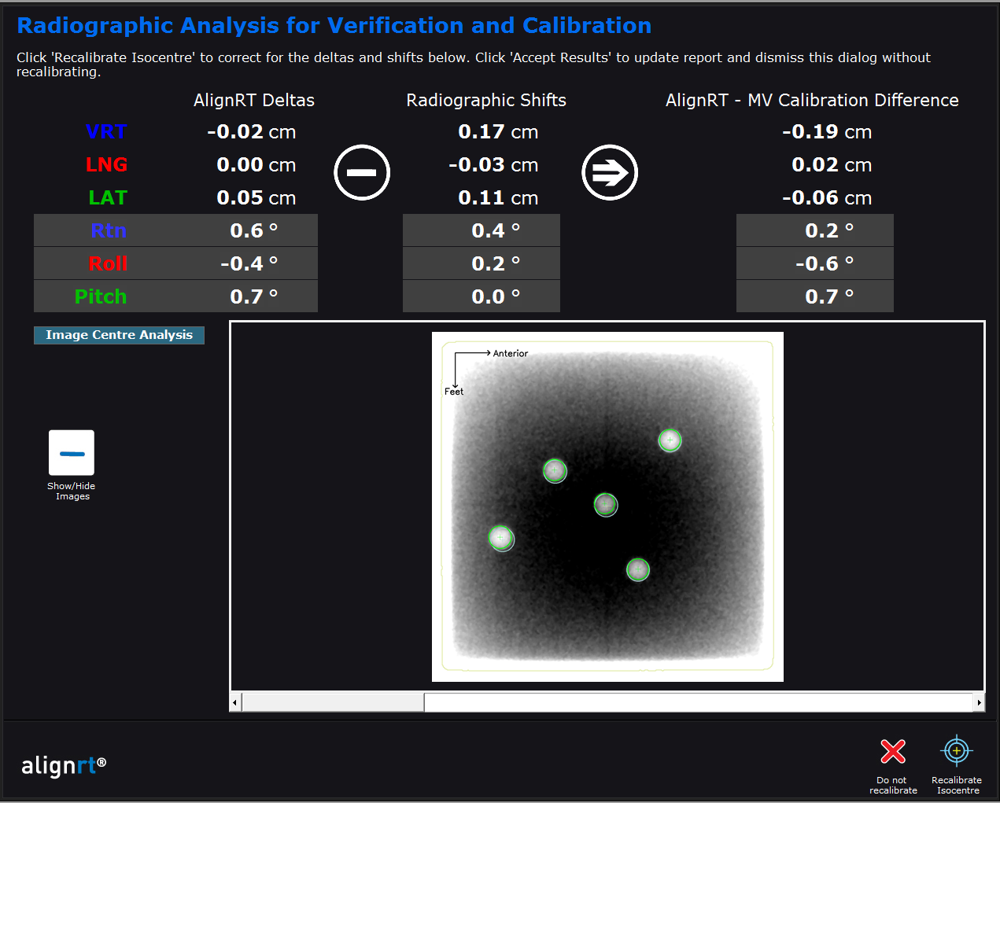 Radiographic Analysis for Verification and Calibration
Click 'Recalibrate Isocentre' to correct for the deltas and shifts below. Click 'Accept Results' to update report and dismiss this dialog without
recalibrating.
AlignRT Deltas Radiographic Shifts AlignRT - MV Calibration Difference
VRT -0.02 cm 0.17 cm -0.19 cm
LNG 0.00 cm -0.03 cm 0.02 cm
LAT 0.05 cm 0.11 cm -0.06 cm
Rtn 0.6 ° 0.4 ° 0.2 °
Roll -0.4 ° 0.2 ° -0.6 °
Pitch 0.7 ° 0.0 ° 0.7 °
Image Centre Analysis
Anterior
Feet
Show/Hide
Images
alignrt®
Do not
recalibrate
Recalibrate
Isocentre